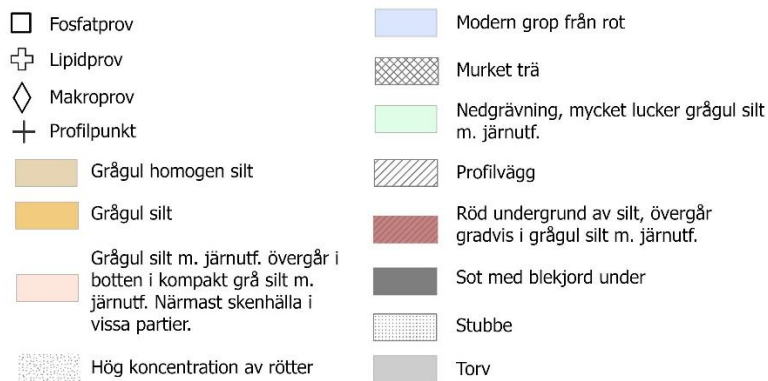 Fosfatprov
Lipidprov
Makroprov
Profilpunkt
Grågul homogen silt
Grågul silt
Grågul silt m. järnutf. övergår i
botten i kompakt grå silt m.
järnutf. Närmast skenhälla i
vissa partier.
Hög koncentration av rötter
Modern grop från rot
Murket trä
Nedgrävning, mycket lucker grågul silt
m. järnutf.
Profilvägg
Röd undergrund av silt, övergår
gradvis i grågul silt m. järnutf.
Sot med blekjord under
Stubbe
Torv